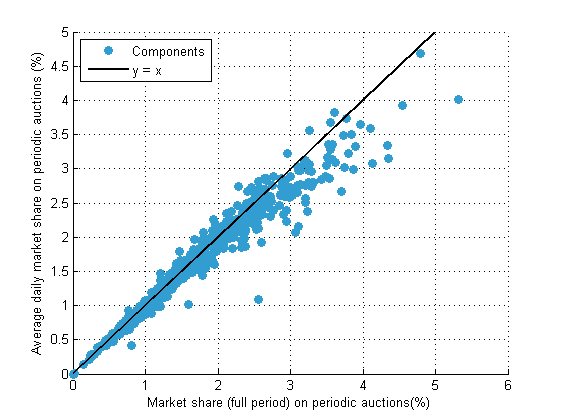 5
4.5
4
3.5
3
2.5
2
1.5
1
0.5
0
Average daily market share on periodic auctions (%)
Components
y = x
0 1 2 3 4 5 6
Market share (full period) on periodic auctions(%)